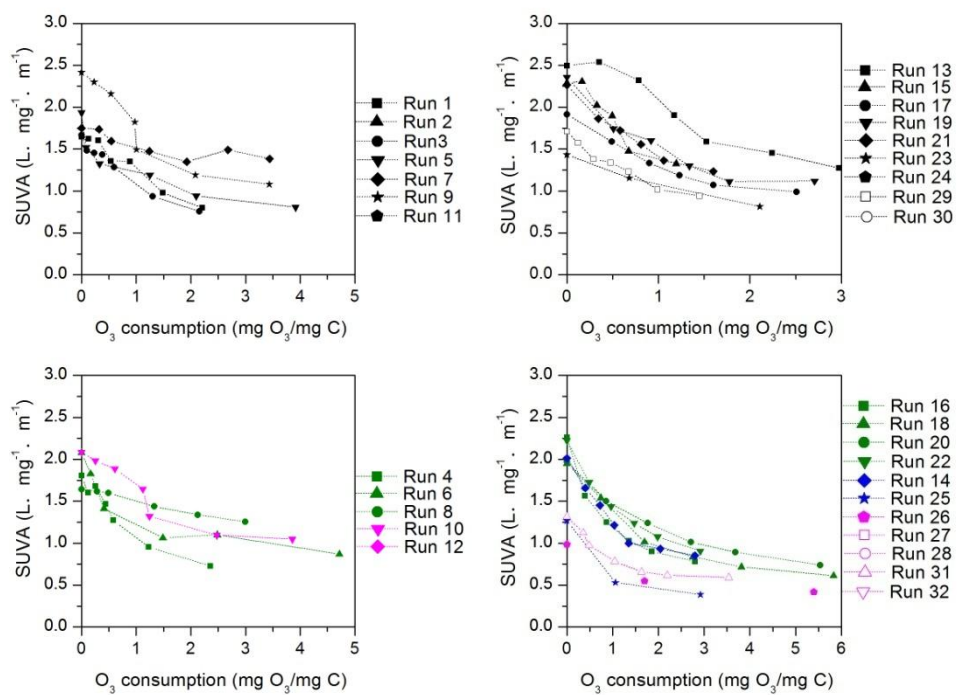 3.0
2.5
2.0
1.5
1.0
0.5
0.0
SUVA (L. mg⁻¹. m⁻¹)
0 1 2 3 4 5
O₃ consumption (mg O₃/mg C)
Run 1
Run 2
Run3
Run 5
Run 7
Run 9
Run 11
3.0
2.5
2.0
1.5
1.0
0.5
0.0
SUVA (L. mg⁻¹. m⁻¹)
0 1 2 3
O₃ consumption (mg O₃/mg C)
Run 13
Run 15
Run 17
Run 19
Run 21
Run 23
Run 24
Run 29
Run 30
3.0
2.5
2.0
1.5
1.0
0.5
0.0
SUVA (L. mg⁻¹. m⁻¹)
0 1 2 3 4 5
O₃ consumption (mg O₃/mg C)
Run 4
Run 6
Run 8
Run 10
Run 12
3.0
2.5
2.0
1.5
1.0
0.5
0.0
SUVA (L. mg⁻¹. m⁻¹)
0 1 2 3 4 5 6
O₃ consumption (mg O₃/mg C)
Run 16
Run 18
Run 20
Run 22
Run 14
Run 25
Run 26
Run 27
Run 28
Run 31
Run 32